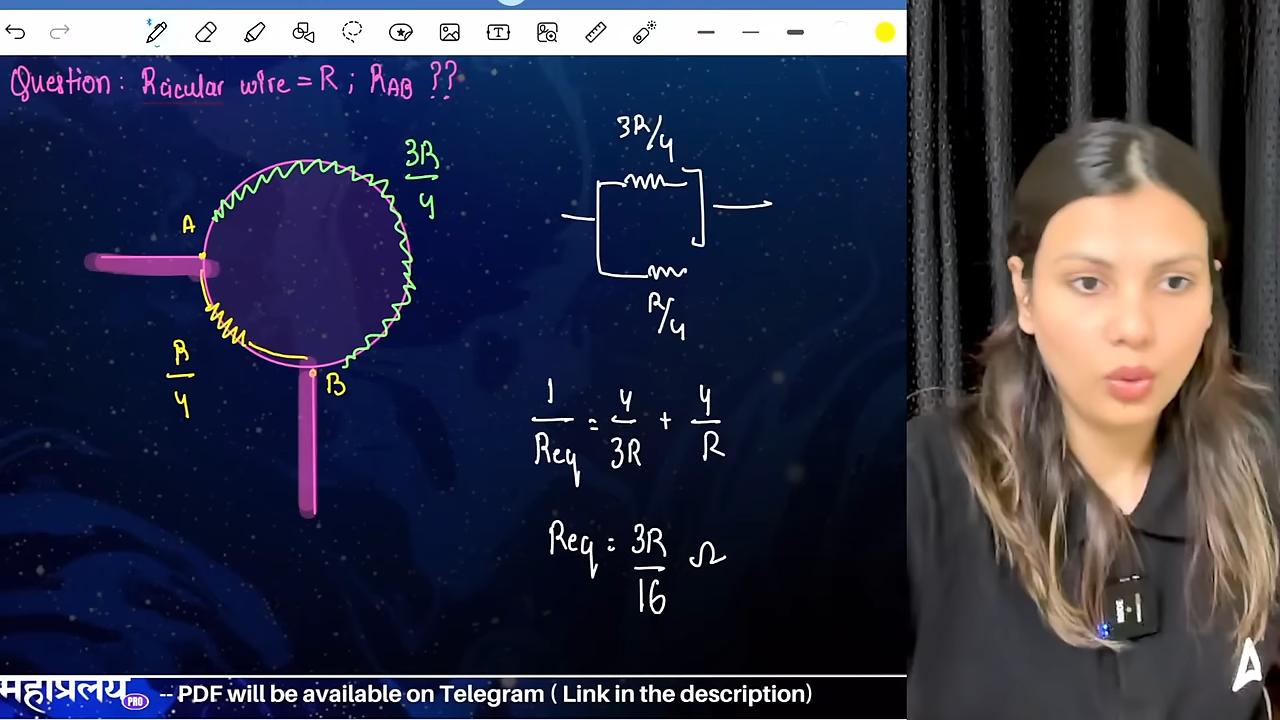 Question: Rcicular wire = R ; RAB ??
3R/4
3R
4
A
R/4
R
4
B
1/Req = 4/3R + 4/R
Req = 3R/16 Ω
महाप्रलय PRO -- PDF will be available on Telegram ( Link in the description)